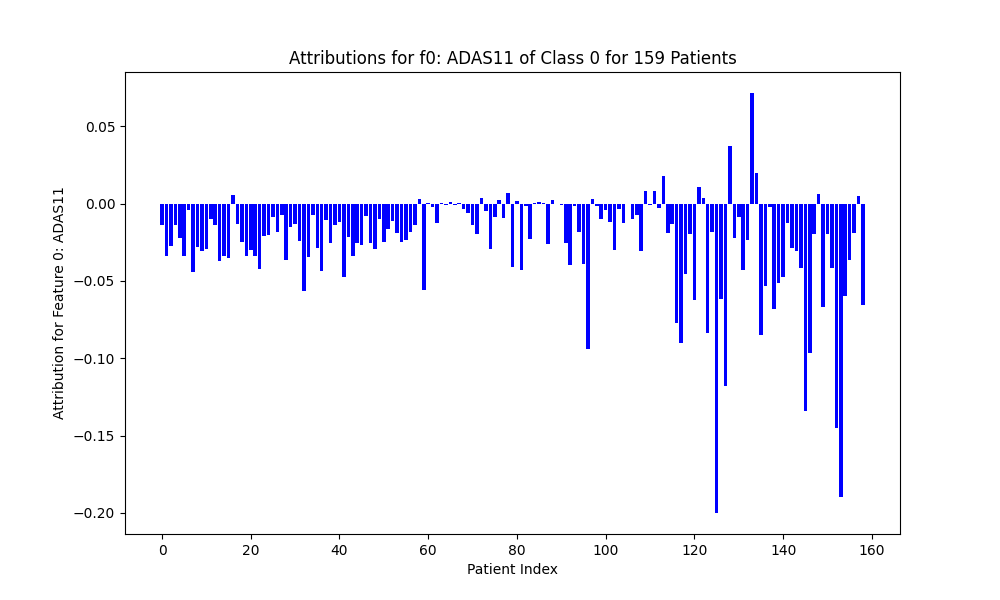 Attributions for f0: ADAS11 of Class 0 for 159 Patients
Attribution for Feature 0: ADAS11
0.05
0.00
−0.05
−0.10
−0.15
−0.20
0 20 40 60 80 100 120 140 160
Patient Index